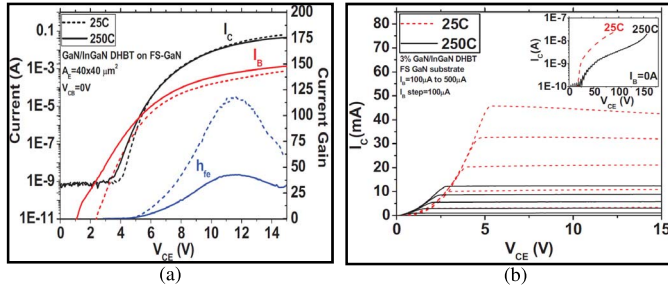 0.1
1E-3
1E-5
1E-7
1E-9
1E-11
Current (A)
25C
250C
GaN/InGaN DHBT on FS-GaN
A_E=40x40 μm²
V_CB=0V
I_C
I_B
h_fe
200
175
150
125
100
75
50
25
0
Current Gain
0 2 4 6 8 10 12 14
V_CE (V)
(a)
80
70
60
50
40
30
20
10
0
I_C(mA)
25C
250C
3% GaN/InGaN DHBT
FS GaN substrate
I_B=100μA to 500μA
I_B step=100μA
1E-7
1E-8
1E-9
1E-10
I_C(A)
25C
250C
I_B=0A
0 50 100 150
V_CE (V)
0 5 10 15
V_CE (V)
(b)